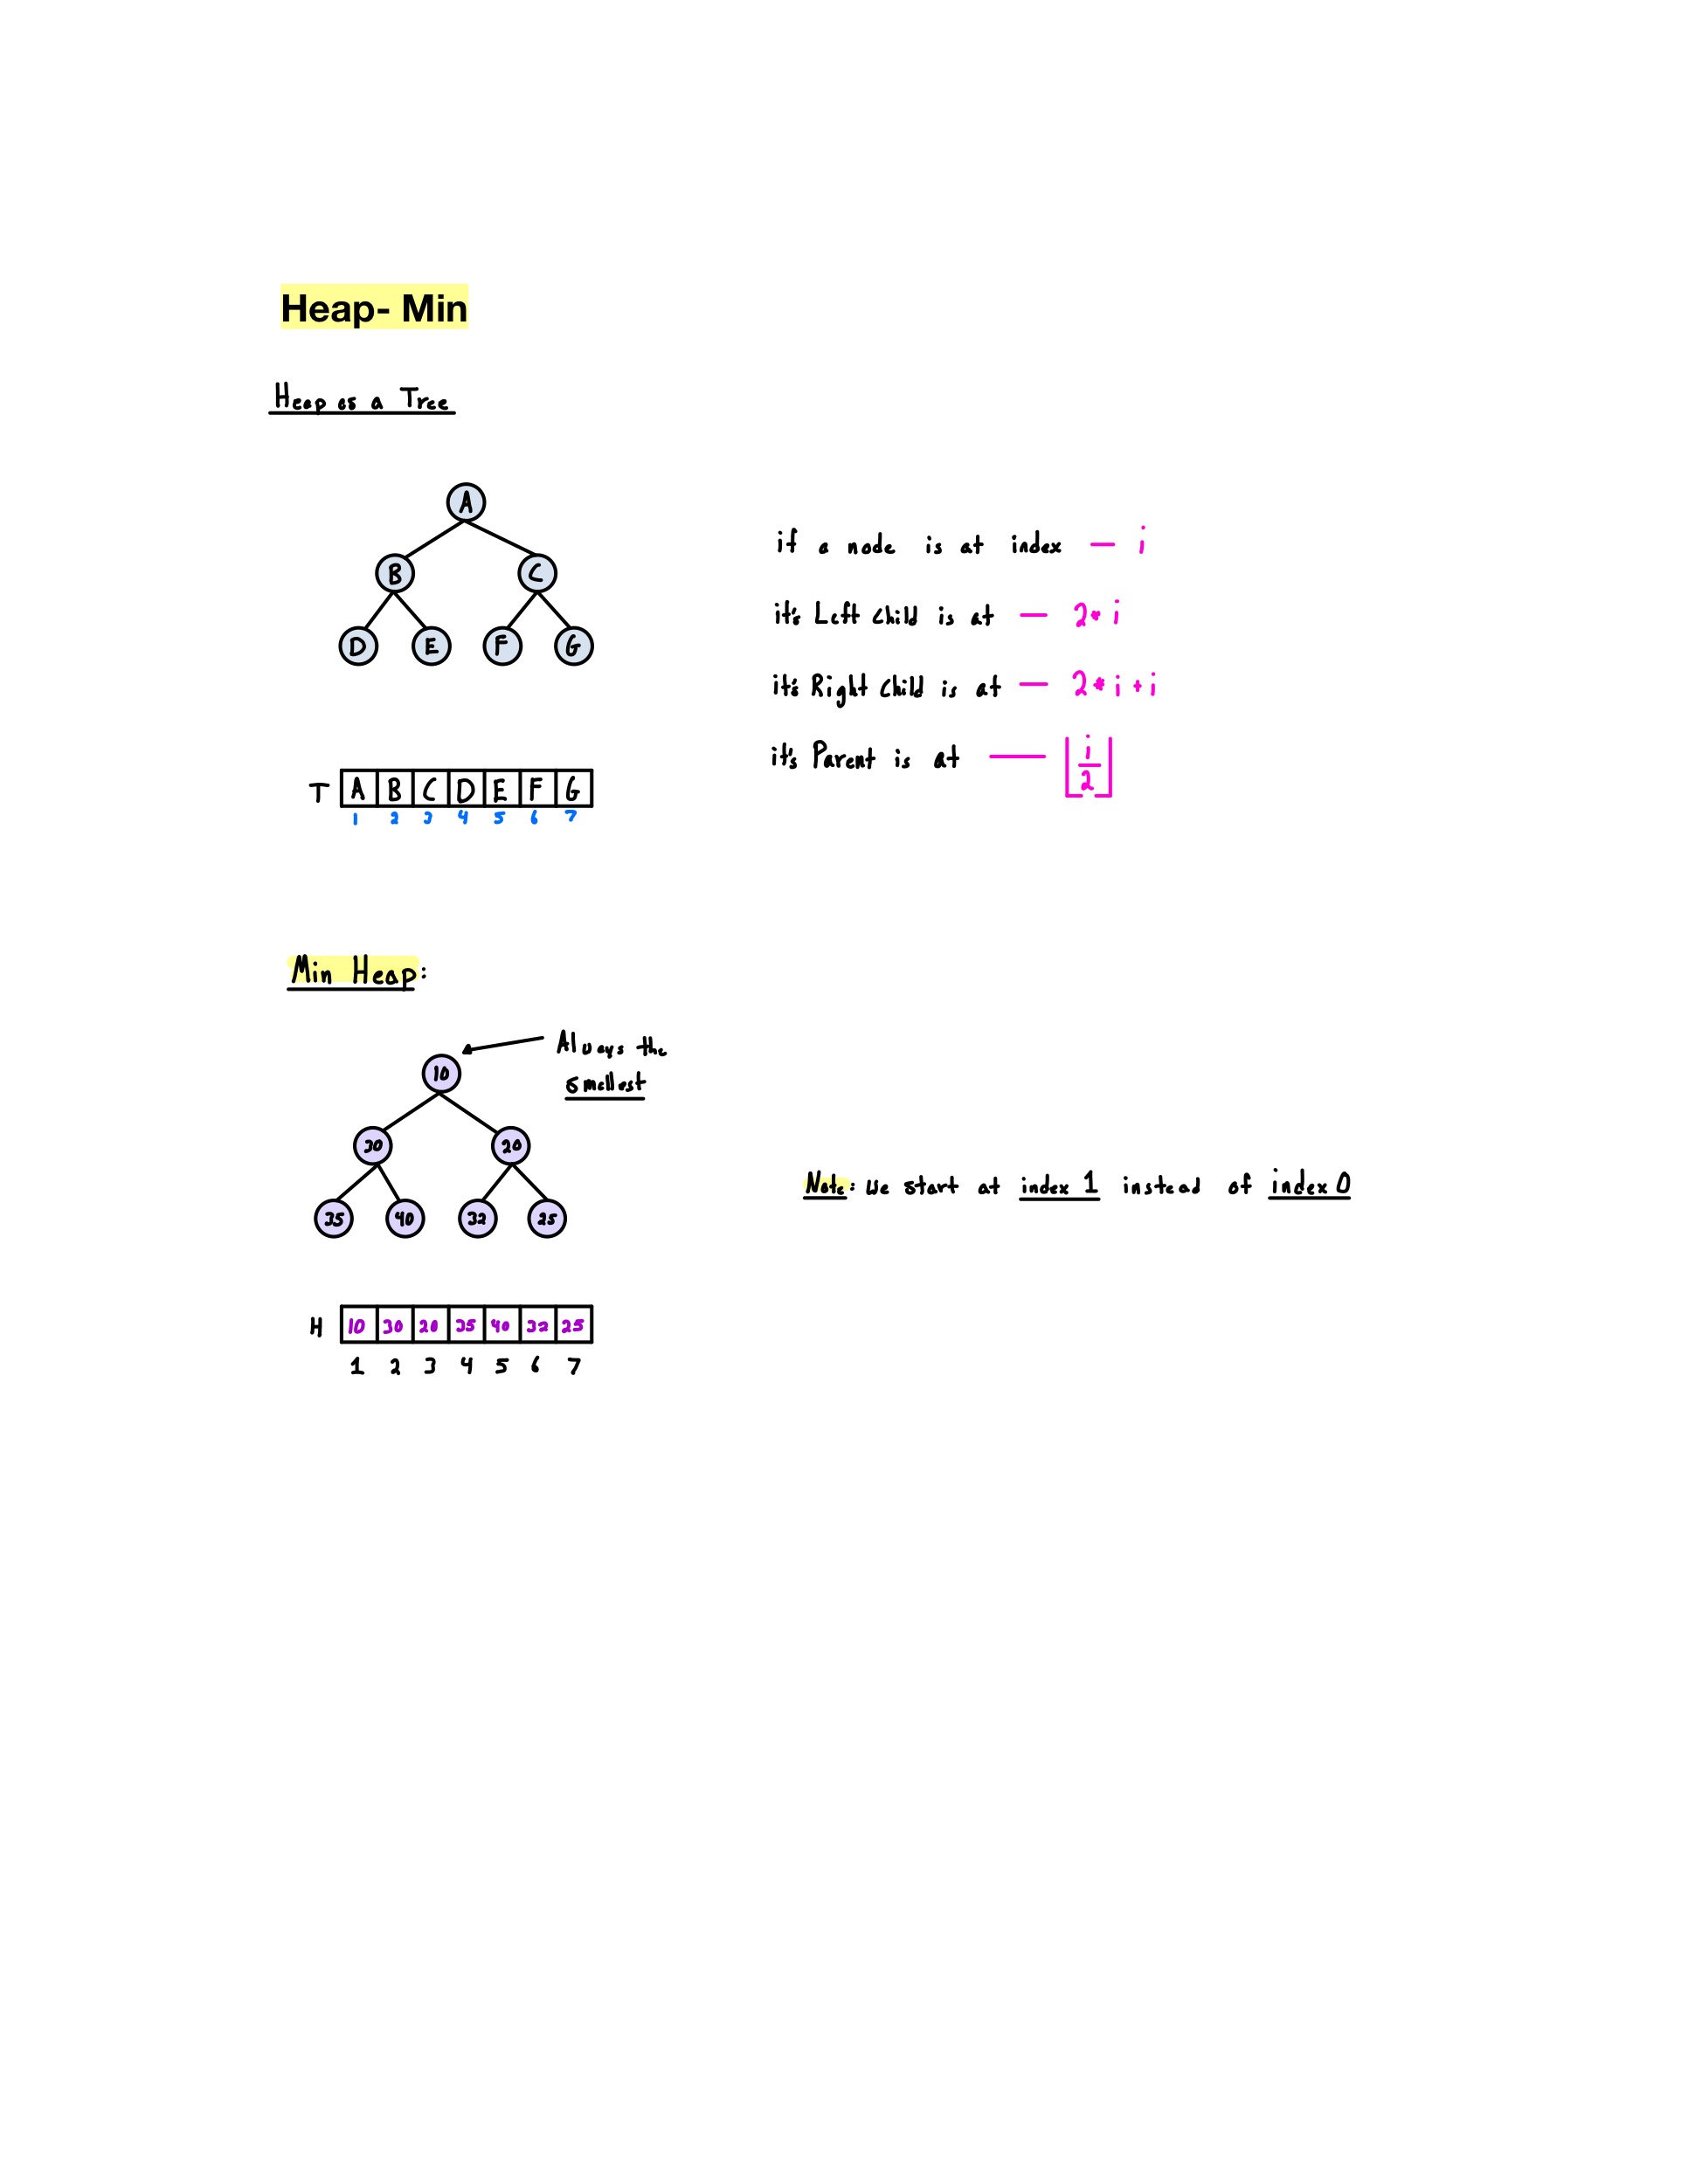 Heap- Min
Heap as a Tree
A
B C
D E F G
if a node is at index — i
it's Left child is at — 2* i
it's Right child is at — 2* i + i
it's Parent is at — ⌊i/2⌋
T A B C D E F G
1 2 3 4 5 6 7
Min Heap:
Always the
smallest
10
30 20
35 40 32 25
Note: We start at index 1 instead of index 0
H 10 30 20 35 40 32 25
1 2 3 4 5 6 7